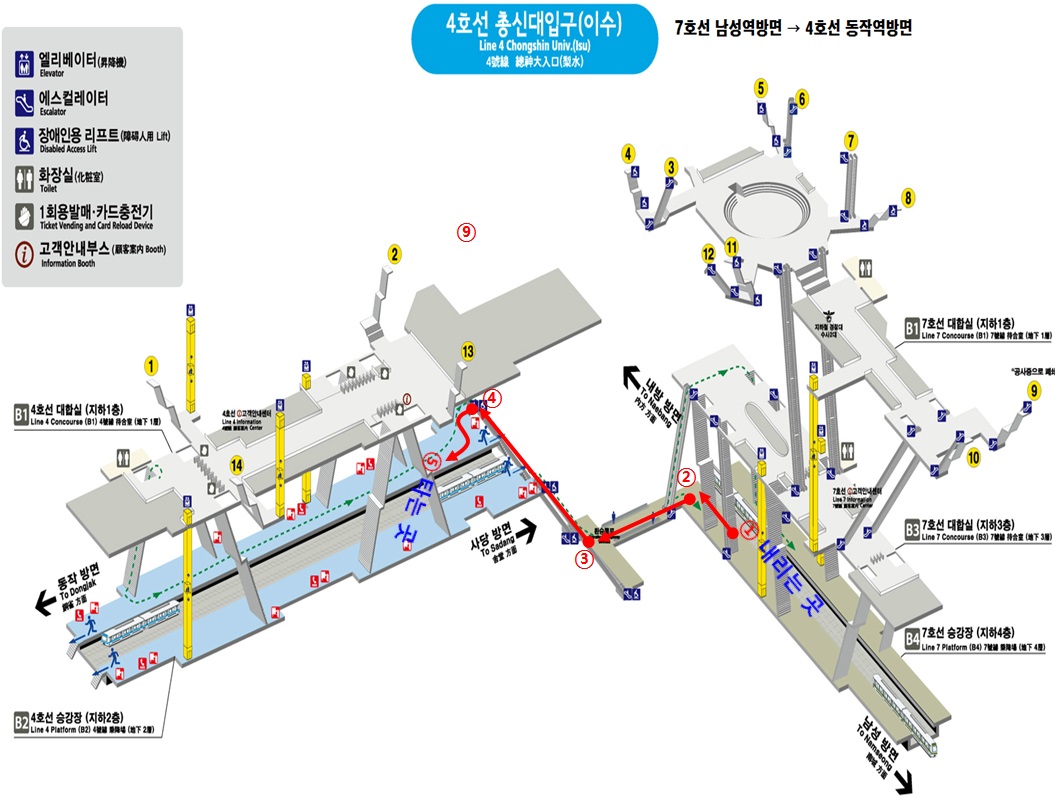 4호선 총신대입구(이수)
Line 4 Chongshin Univ.(Isu)
4號線 總神大入口(梨水)
7호선 남성역방면 → 4호선 동작역방면
엘리베이터(昇降機)
Elevator
에스컬레이터
Escalator
장애인용 리프트(障碍人用 Lift)
Disabled Access Lift
화장실(化粧室)
Toilet
1회용발매·카드충전기
Ticket Vending and Card Reload Device
고객안내부스(顧客案內 Booth)
Information Booth
5
6
7
4
3
8
⑨
2
12
11
지하철 경찰대
수사2대
B1
7호선 대합실 (지하1층)
Line 7 Concourse (B1) 7號線 待合室 (地下 1層)
1
13
"공사중으로 폐쇄
9
내방 방면
To Naebang
內方 方面
B1
4호선 대합실 (지하1층)
Line 4 Concourse (B1) 4號線 待合室 (地下 1層)
4호선 고객안내센터
Line 4 Information Center
14
④
⑤
타는 곳
10
②
①
내리는 곳
7호선 고객안내센터
Line 7 Information Center
사당 방면
To Sadang
舍堂 方面
환승통로
③
B3
7호선 대합실 (지하3층)
Line 7 Concourse (B3) 7號線 待合室 (地下 3層)
동작 방면
To Dongjak
銅雀 方面
B4
7호선 승강장 (지하4층)
Line 7 Platform (B4) 7號線 乘降場 (地下 4層)
B2
4호선 승강장 (지하2층)
Line 4 Platform (B2) 4號線 乘降場 (地下 2層)
남성 방면
To Namseong
南城 方面